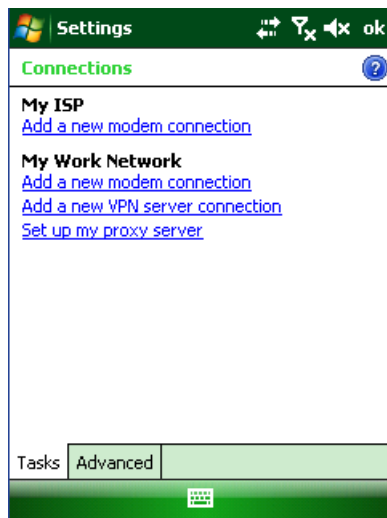 Settings
ok
Connections
?
My ISP
Add a new modem connection
My Work Network
Add a new modem connection
Add a new VPN server connection
Set up my proxy server
Tasks
Advanced